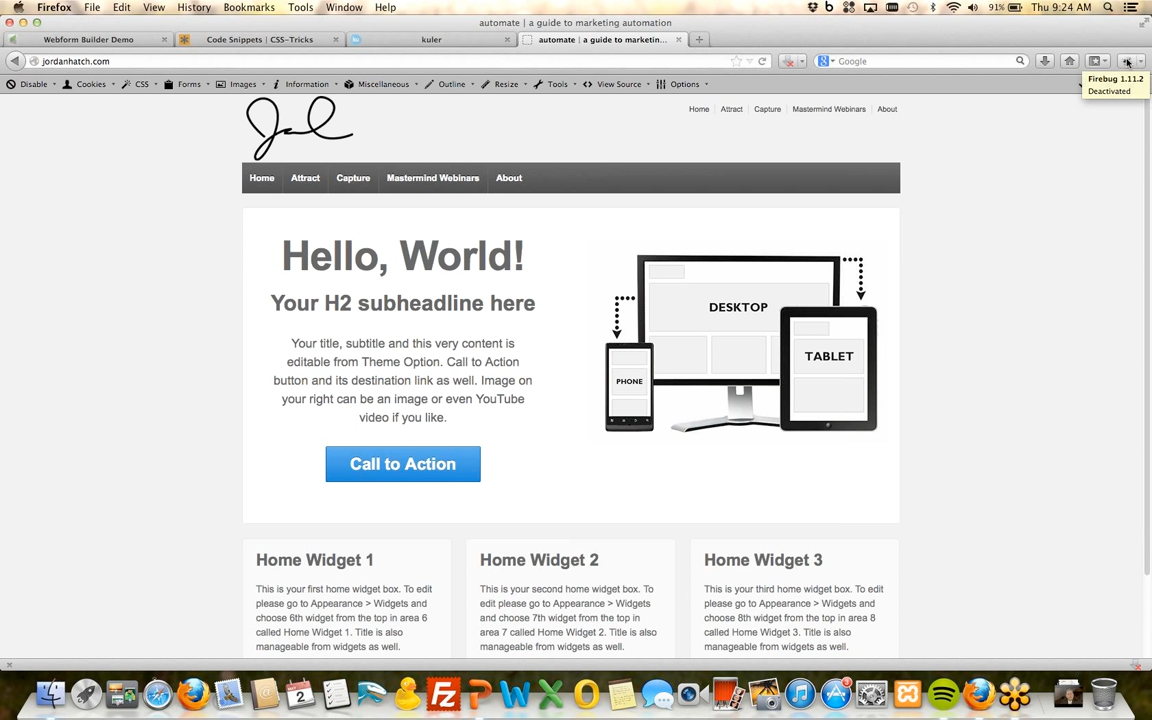 Firefox File Edit View History Bookmarks Tools Window Help 91% Thu 9:24 AM
automate | a guide to marketing automation
Webform Builder Demo × Code Snippets | CSS-Tricks × kuler × automate | a guide to marketin... × +
jordanhatch.com Google
Disable Cookies CSS Forms Images Information Miscellaneous Outline Resize Tools View Source Options
Firebug 1.11.2
Deactivated
Home Attract Capture Mastermind Webinars About
Home Attract Capture Mastermind Webinars About
Hello, World!
Your H2 subheadline here
Your title, subtitle and this very content is
editable from Theme Option. Call to Action
button and its destination link as well. Image on
your right can be an image or even YouTube
video if you like.
Call to Action
DESKTOP
TABLET
PHONE
Home Widget 1
This is your first home widget box. To edit
please go to Appearance > Widgets and
choose 6th widget from the top in area 6
called Home Widget 1. Title is also
manageable from widgets as well.
Home Widget 2
This is your second home widget box. To
edit please go to Appearance > Widgets
and choose 7th widget from the top in
area 7 called Home Widget 2. Title is also
manageable from widgets as well.
Home Widget 3
This is your third home widget box. To
edit please go to Appearance > Widgets
and choose 8th widget from the top in
area 8 called Home Widget 3. Title is also
manageable from widgets as well.